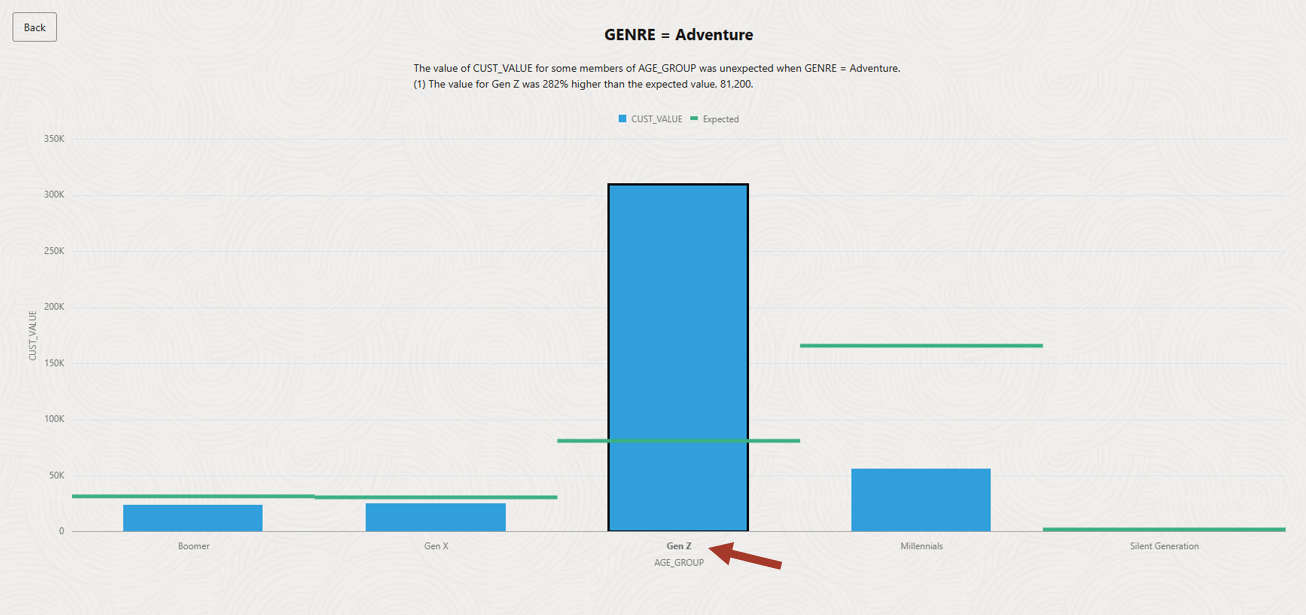 Back
GENRE = Adventure
The value of CUST_VALUE for some members of AGE_GROUP was unexpected when GENRE = Adventure.
(1) The value for Gen Z was 282% higher than the expected value, 81,200.
CUST_VALUE Expected
350K
300K
250K
200K
150K
100K
50K
0
CUST_VALUE
Boomer Gen X Gen Z Millennials Silent Generation
AGE_GROUP